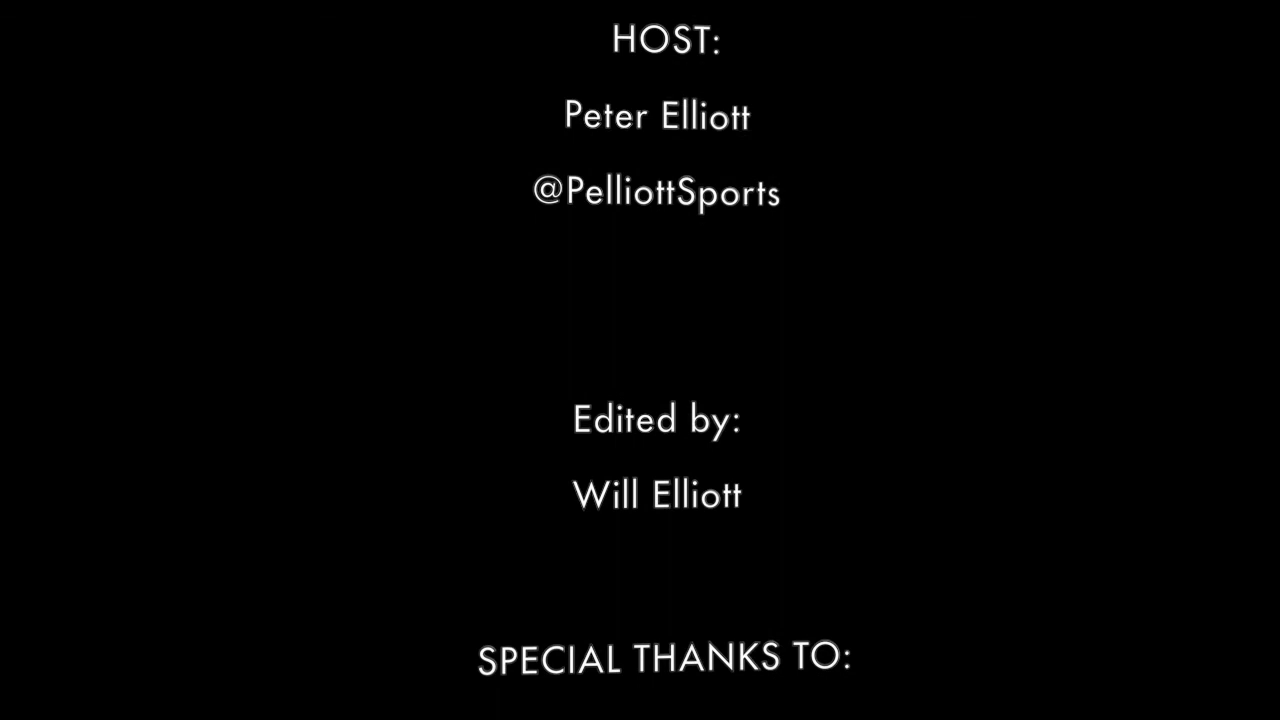 HOST:
Peter Elliott
@PelliottSports
Edited by:
Will Elliott
SPECIAL THANKS TO: